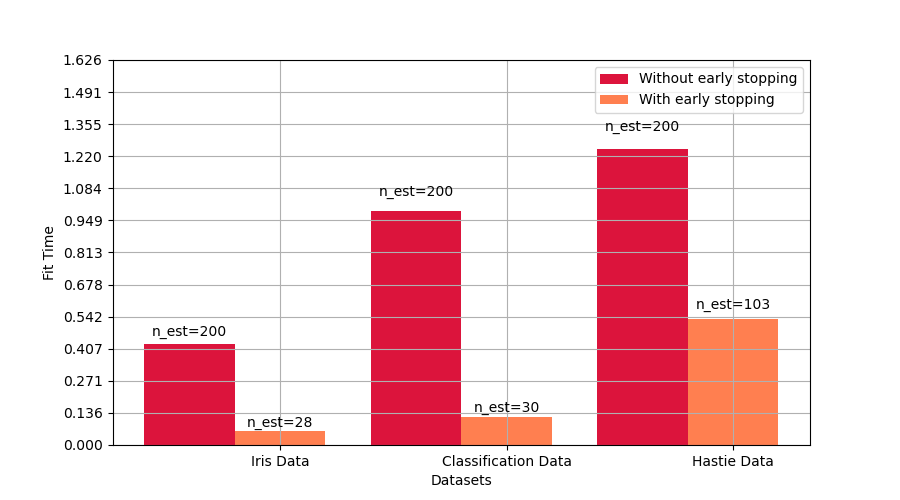 1.626
1.491
1.355
1.220
1.084
0.949
0.813
0.678
0.542
0.407
0.271
0.136
0.000
Fit Time
Without early stopping
With early stopping
n_est=200
n_est=200
n_est=103
n_est=200
n_est=28
n_est=30
Iris Data
Classification Data
Hastie Data
Datasets